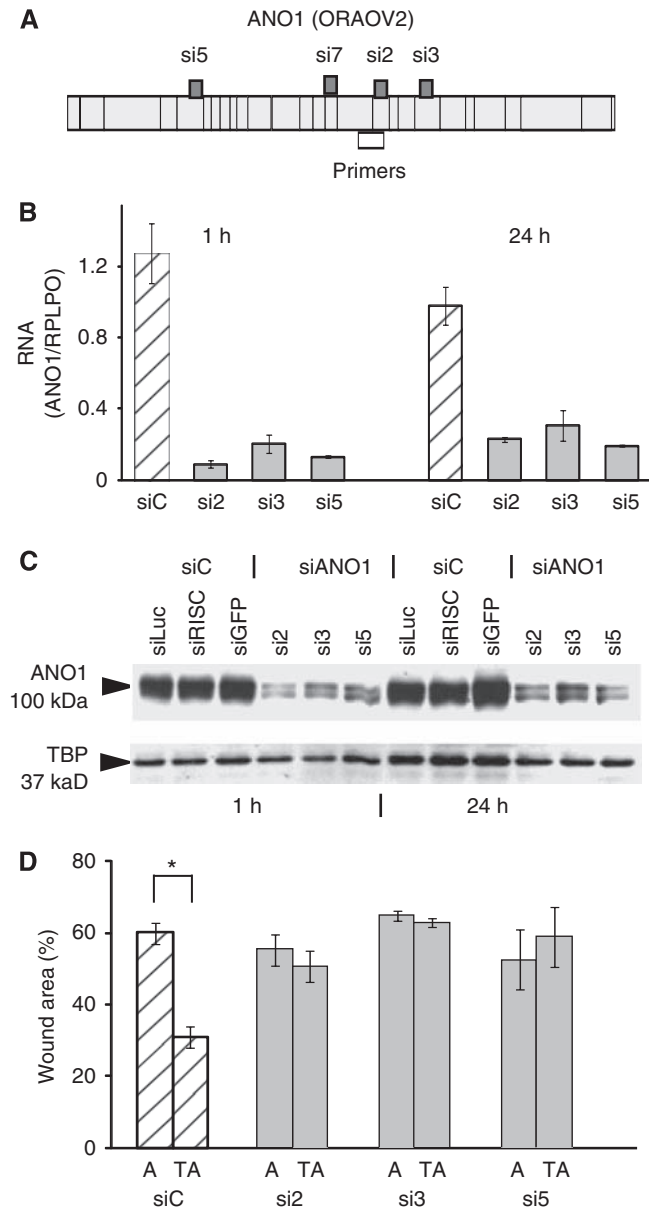 A
ANO1 (ORAOV2)
si5 si7 si2 si3
Primers
B
1 h 24 h
RNA
(ANO1/RPLPO)
1.2
0.8
0.4
0
siC si2 si3 si5 siC si2 si3 si5
C
siC | siANO1 | siC | siANO1
siLuc siRISC siGFP si2 si3 si5 siLuc siRISC siGFP si2 si3 si5
ANO1
100 kDa
TBP
37 kaD
1 h | 24 h
D
Wound area (%)
80
60
40
20
0
*
A TA A TA A TA A TA
siC si2 si3 si5